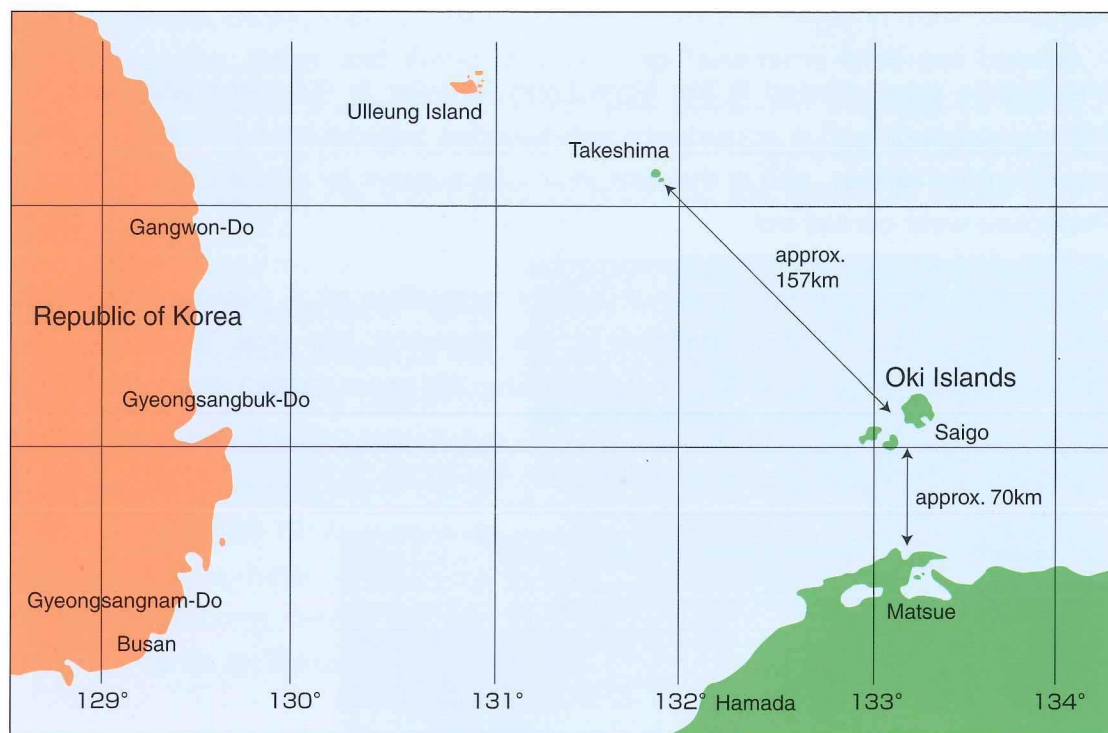 Ulleung Island
Takeshima
Gangwon-Do
approx.
157km
Republic of Korea
Oki Islands
Gyeongsangbuk-Do
Saigo
approx. 70km
Gyeongsangnam-Do
Matsue
Busan
129°
130°
131°
132°
Hamada
133°
134°